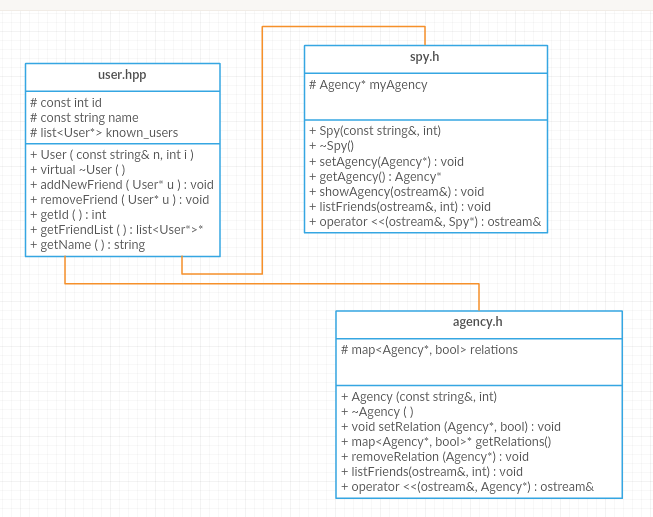 user.hpp
# const int id
# const string name
# list<User*> known_users
+ User ( const string& n, int i )
+ virtual ~User ( )
+ addNewFriend ( User* u ) : void
+ removeFriend ( User* u ) : void
+ getId ( ) : int
+ getFriendList ( ) : list<User*>*
+ getName ( ) : string
spy.h
# Agency* myAgency
+ Spy(const string&, int)
+ ~Spy()
+ setAgency(Agency*) : void
+ getAgency() : Agency*
+ showAgency(ostream&) : void
+ listFriends(ostream&, int) : void
+ operator <<(ostream&, Spy*) : ostream&
agency.h
# map<Agency*, bool> relations
+ Agency (const string&, int)
+ ~Agency ( )
+ void setRelation (Agency*, bool) : void
+ map<Agency*, bool>* getRelations()
+ removeRelation (Agency*) : void
+ listFriends(ostream&, int) : void
+ operator <<(ostream&, Agency*) : ostream&